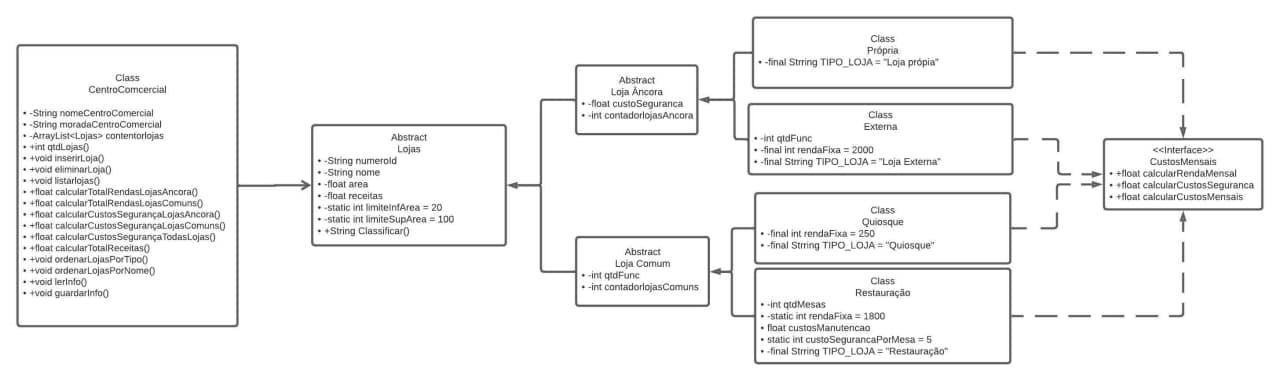 Class
CentroComcercial
-String nomeCentroComercial
-String moradaCentroComercial
-ArrayList<Lojas> contentorlojas
+int qtdLojas()
+void inserirLoja()
+void eliminarLoja()
+void listarlojas()
+float calcularTotalRendasLojasAncora()
+float calcularTotalRendasLojasComuns()
+float calcularCustosSegurançaLojasAncora()
+float calcularCustosSegurançaLojasComuns()
+float calcularCustosSegurançaTodasLojas()
+float calcularTotalReceitas()
+void ordenarLojasPorTipo()
+void ordenarLojasPorNome()
+void lerInfo()
+void guardarInfo()
Abstract
Lojas
-String numeroId
-String nome
-float area
-float receitas
-static int limiteInfArea = 20
-static int limiteSupArea = 100
+String Classificar()
Abstract
Loja Âncora
-float custoSeguranca
-int contadorlojasAncora
Abstract
Loja Comum
-int qtdFunc
-int contadorlojasComuns
Class
Própria
-final Strring TIPO_LOJA = "Loja própia"
Class
Externa
-int qtdFunc
-final int rendaFixa = 2000
-final String TIPO_LOJA = "Loja Externa"
Class
Quiosque
-final int rendaFixa = 250
-final String TIPO_LOJA = "Quiosque"
Class
Restauração
-int qtdMesas
-static int rendaFixa = 1800
float custosManutencao
static int custoSegurancaPorMesa = 5
-final Strring TIPO_LOJA = "Restauração"
<<Interface>>
CustosMensais
+float calcularRendaMensal
+float calcularCustoSeguranca
+float calcularCustoMensais